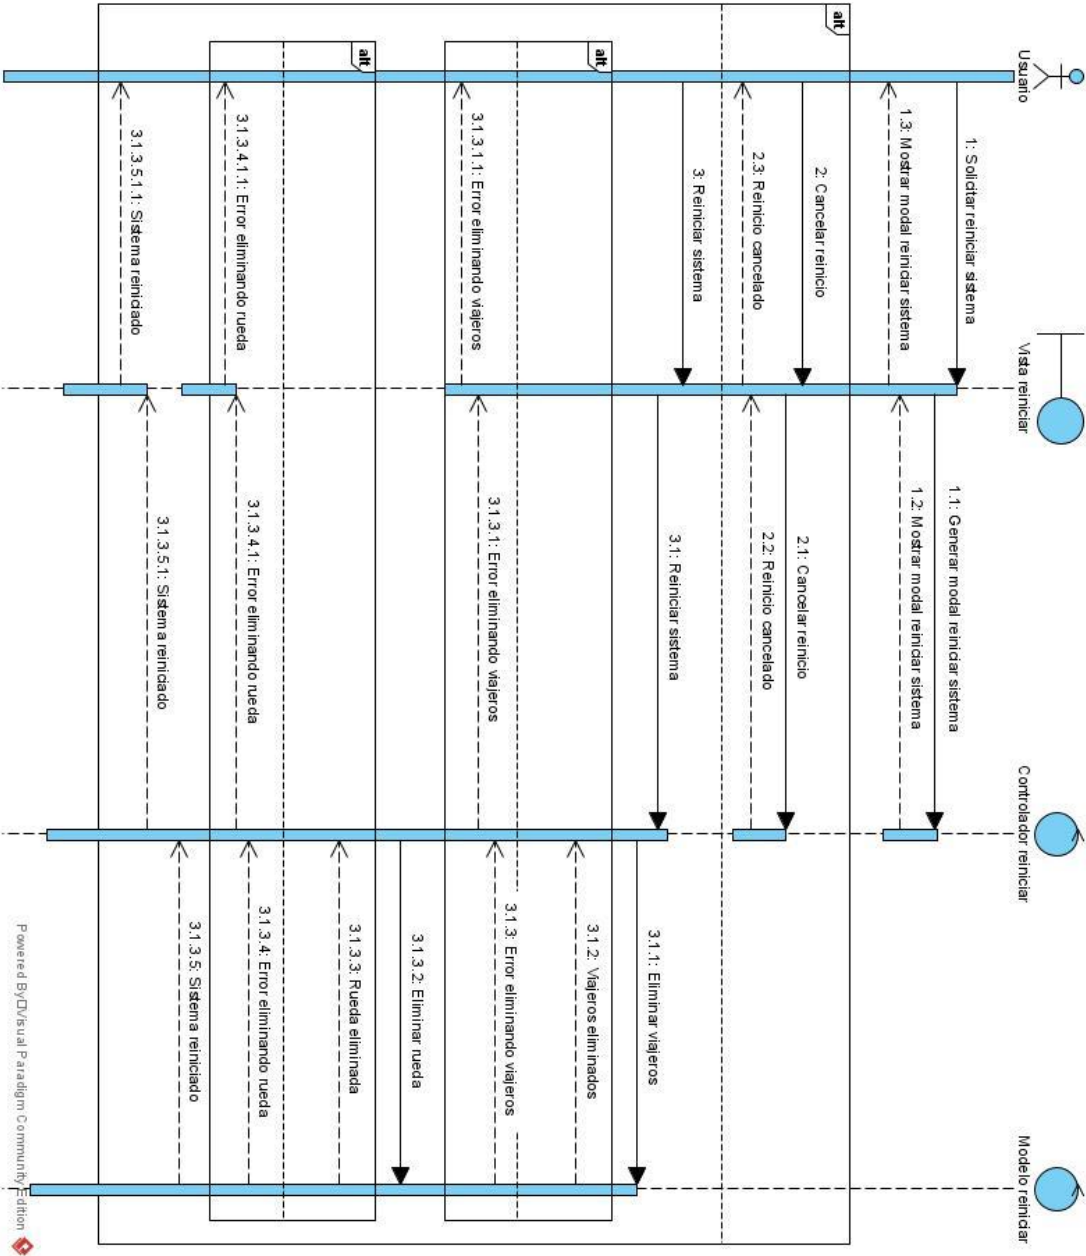 Usuario
Vista reiniciar
Controlador reiniciar
Modelo reiniciar
1: Solicitar reiniciar sistema
1.1: Generar modal reiniciar sistema
1.2: Mostrar modal reiniciar sistema
1.3: Mostrar modal reiniciar sistema
alt
2: Cancelar reinicio
2.1: Cancelar reinicio
2.2: Reinicio cancelado
2.3: Reinicio cancelado
3: Reiniciar sistema
3.1: Reiniciar sistema
3.1.1: Eliminar viajeros
alt
3.1.2: Viajeros eliminados
3.1.3: Error eliminando viajeros
3.1.3.1: Error eliminando viajeros
3.1.3.1.1: Error eliminando viajeros
3.1.3.2: Eliminar rueda
alt
3.1.3.3: Rueda eliminada
3.1.3.4: Error eliminando rueda
3.1.3.4.1: Error eliminando rueda
3.1.3.4.1.1: Error eliminando rueda
3.1.3.5: Sistema reiniciado
3.1.3.5.1: Sistema reiniciado
3.1.3.5.1.1: Sistema reiniciado
Powered By Visual Paradigm Community Edition